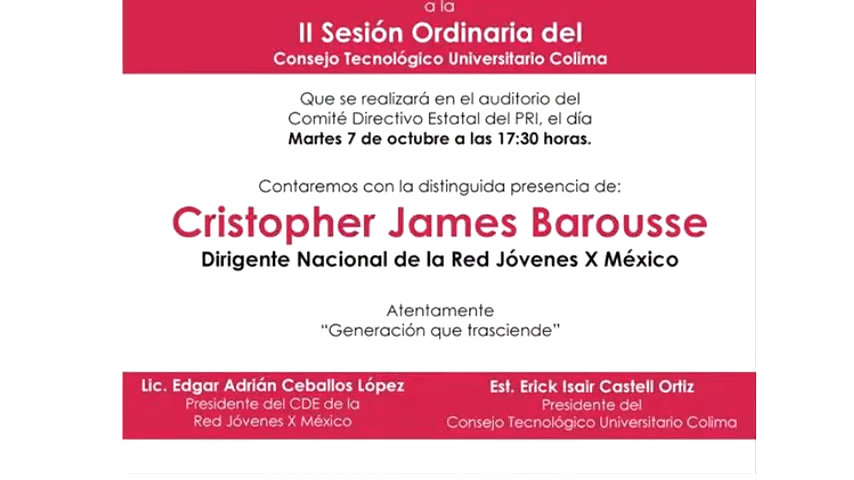 a la
II Sesión Ordinaria del
Consejo Tecnológico Universitario Colima
Que se realizará en el auditorio del
Comité Directivo Estatal del PRI, el día
Martes 7 de octubre a las 17:30 horas.
Contaremos con la distinguida presencia de:
Cristopher James Barousse
Dirigente Nacional de la Red Jóvenes X México
Atentamente
“Generación que trasciende”
Lic. Edgar Adrián Ceballos López
Presidente del CDE de la
Red Jóvenes X México
Est. Erick Isair Castell Ortiz
Presidente del
Consejo Tecnológico Universitario Colima